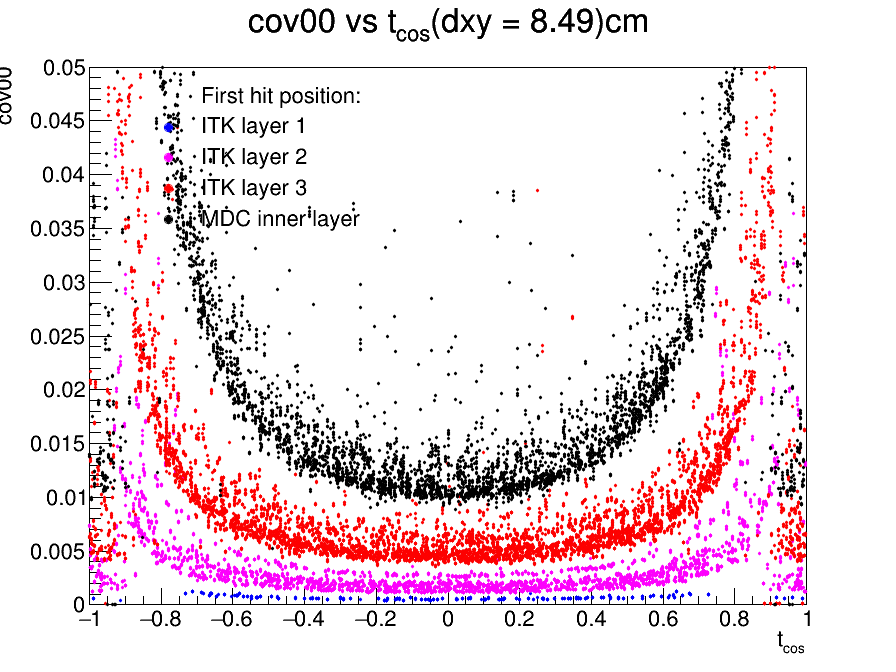 cov00 vs t_cos(dxy = 8.49)cm
cov00
0.05
0.045
0.04
0.035
0.03
0.025
0.02
0.015
0.01
0.005
0
First hit position:
ITK layer 1
ITK layer 2
ITK layer 3
MDC inner layer
−1 −0.8 −0.6 −0.4 −0.2 0 0.2 0.4 0.6 0.8 1
t_cos